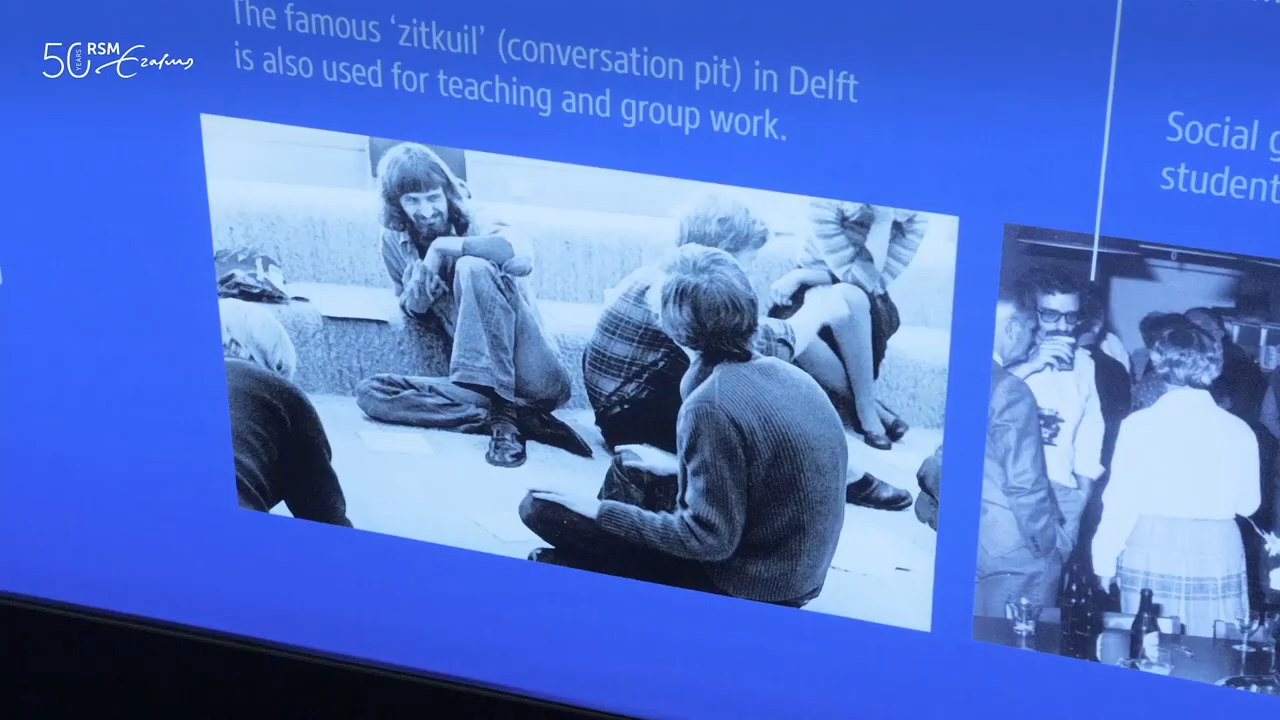 50 YEARS RSM Erasmus
The famous ‘zitkuil’ (conversation pit) in Delft
is also used for teaching and group work.
Social
student